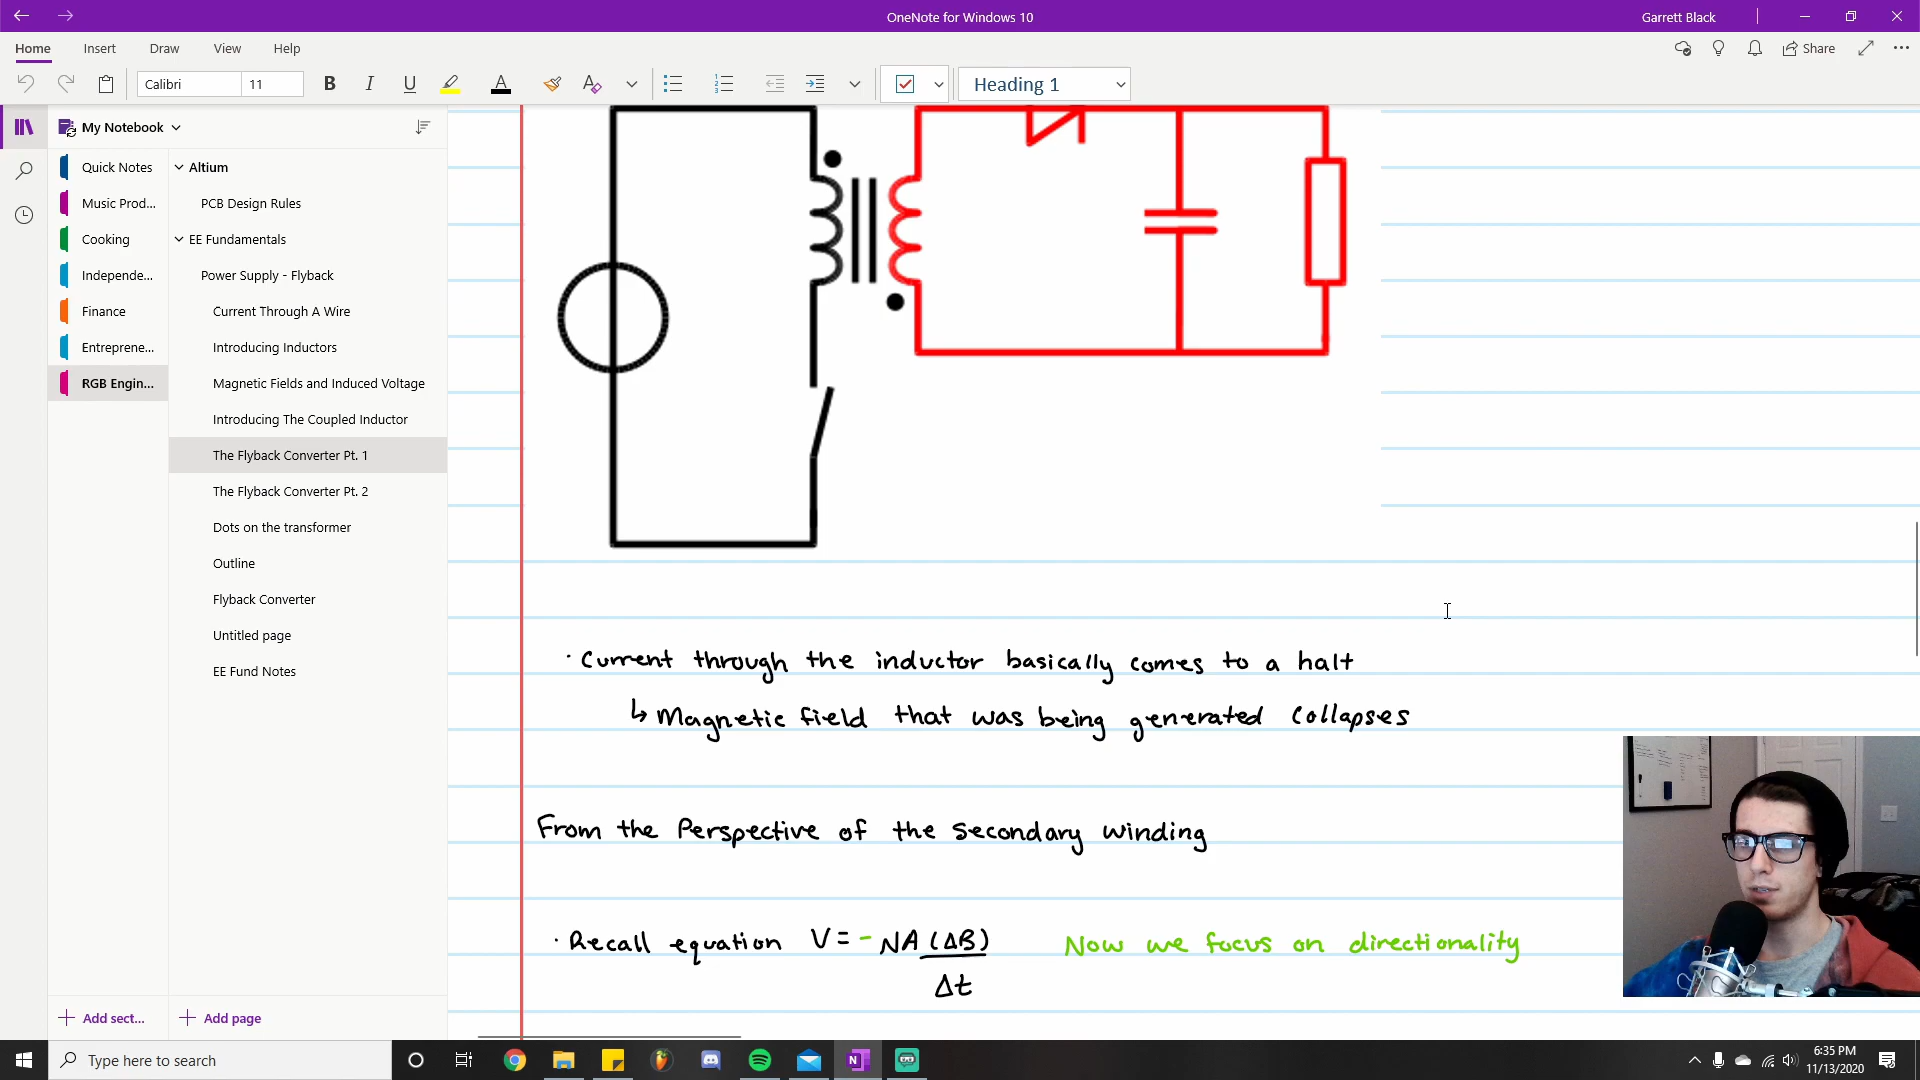 OneNote for Windows 10
Garrett Black
Home
Insert
Draw
View
Help
Share
Calibri
11
B
I
U
A
A
Heading 1
My Notebook
Quick Notes
Music Prod...
Cooking
Independe...
Finance
Entreprene...
RGB Engin...
Altium
PCB Design Rules
EE Fundamentals
Power Supply - Flyback
Current Through A Wire
Introducing Inductors
Magnetic Fields and Induced Voltage
Introducing The Coupled Inductor
The Flyback Converter Pt. 1
The Flyback Converter Pt. 2
Dots on the transformer
Outline
Flyback Converter
Untitled page
EE Fund Notes
· Current through the inductor basically comes to a halt
↳ Magnetic field that was being generated collapses
From the Perspective of the secondary winding
· Recall equation V = - NA (ΔB)
Δt
Now we focus on directionality
Add sect...
Add page
Type here to search
6:35 PM
11/13/2020